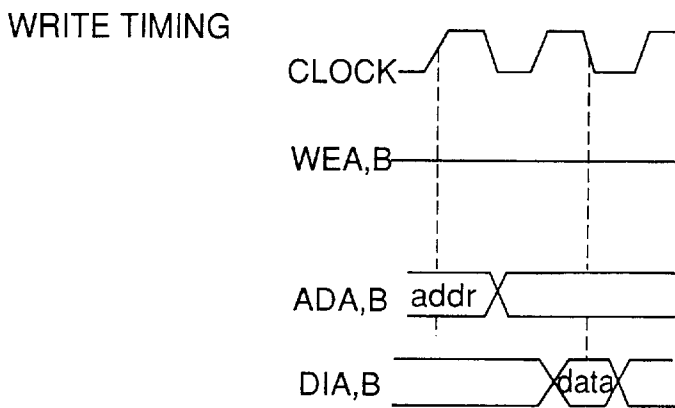 WRITE TIMING
CLOCK
WEA,B
ADA,B addr
DIA,B data